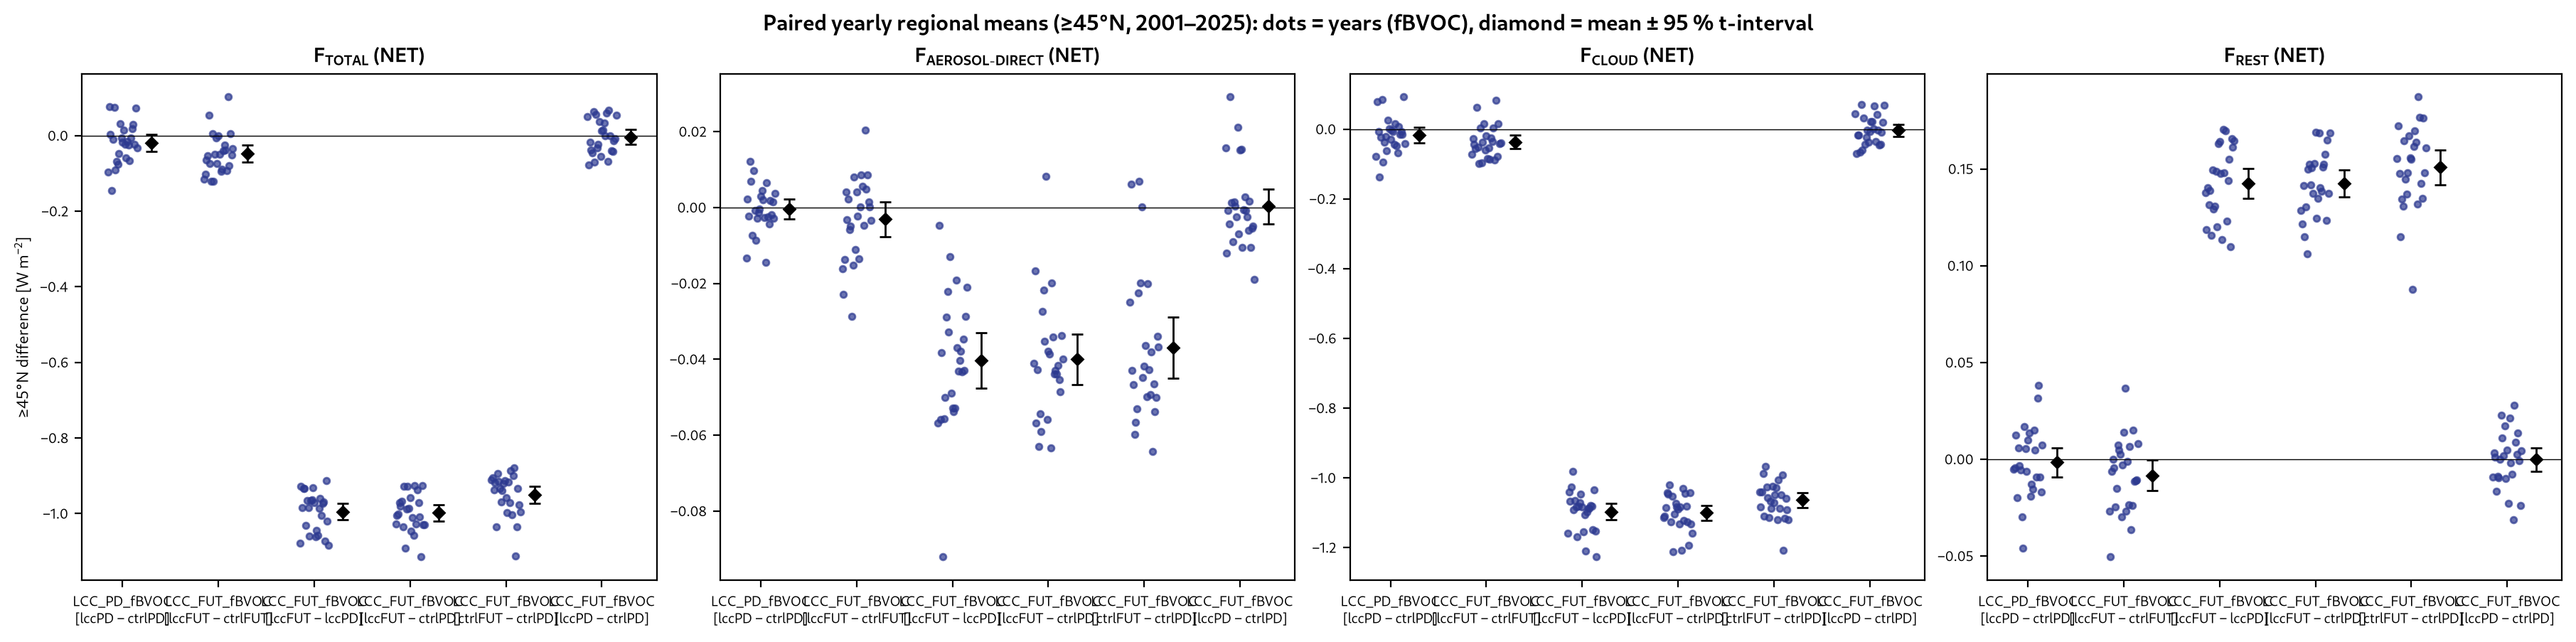 Paired yearly regional means (≥45°N, 2001–2025): dots = years (fBVOC), diamond = mean ± 95 % t-interval
F_TOTAL (NET)
≥45°N difference [W m⁻²]
0.0
−0.2
−0.4
−0.6
−0.8
−1.0
LCC_PD_fBVOC LCC_FUT_fBVOC LCC_FUT_fBVOC LCC_FUT_fBVOC LCC_FUT_fBVOC LCC_FUT_fBVOC
[lccPD − ctrlPD] [lccFUT − ctrlFUT] [lccFUT − lccPD] [lccFUT − ctrlPD] [ctrlFUT − ctrlPD] [lccPD − ctrlPD]
F_AEROSOL-DIRECT (NET)
0.02
0.00
−0.02
−0.04
−0.06
−0.08
LCC_PD_fBVOC LCC_FUT_fBVOC LCC_FUT_fBVOC LCC_FUT_fBVOC LCC_FUT_fBVOC LCC_FUT_fBVOC
[lccPD − ctrlPD] [lccFUT − ctrlFUT] [lccFUT − lccPD] [lccFUT − ctrlPD] [ctrlFUT − ctrlPD] [lccPD − ctrlPD]
F_CLOUD (NET)
0.0
−0.2
−0.4
−0.6
−0.8
−1.0
−1.2
LCC_PD_fBVOC LCC_FUT_fBVOC LCC_FUT_fBVOC LCC_FUT_fBVOC LCC_FUT_fBVOC LCC_FUT_fBVOC
[lccPD − ctrlPD] [lccFUT − ctrlFUT] [lccFUT − lccPD] [lccFUT − ctrlPD] [ctrlFUT − ctrlPD] [lccPD − ctrlPD]
F_REST (NET)
0.15
0.10
0.05
0.00
−0.05
LCC_PD_fBVOC LCC_FUT_fBVOC LCC_FUT_fBVOC LCC_FUT_fBVOC LCC_FUT_fBVOC LCC_FUT_fBVOC
[lccPD − ctrlPD] [lccFUT − ctrlFUT] [lccFUT − lccPD] [lccFUT − ctrlPD] [ctrlFUT − ctrlPD] [lccPD − ctrlPD]